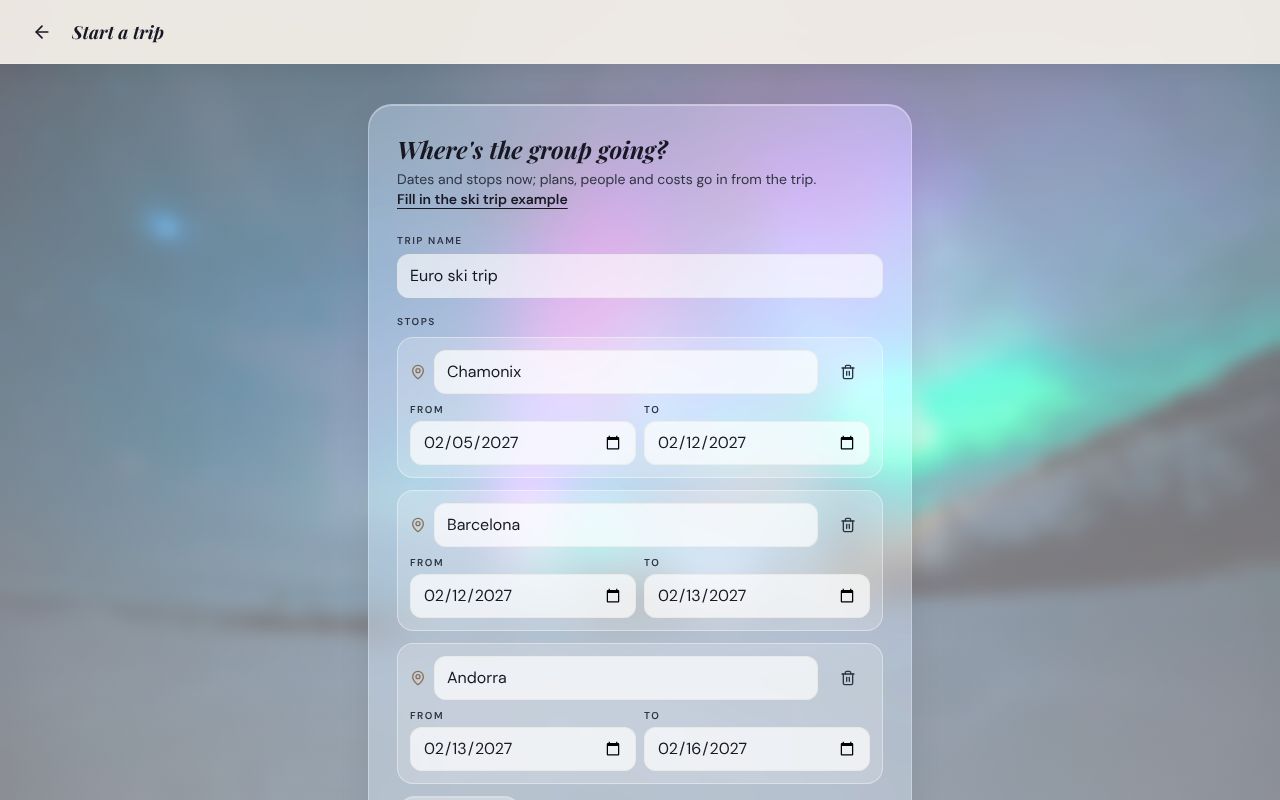 Start a trip
Where's the group going?
Dates and stops now; plans, people and costs go in from the trip.
Fill in the ski trip example
TRIP NAME
Euro ski trip
STOPS
Chamonix
FROM TO
02/05/2027 02/12/2027
Barcelona
FROM TO
02/12/2027 02/13/2027
Andorra
FROM TO
02/13/2027 02/16/2027